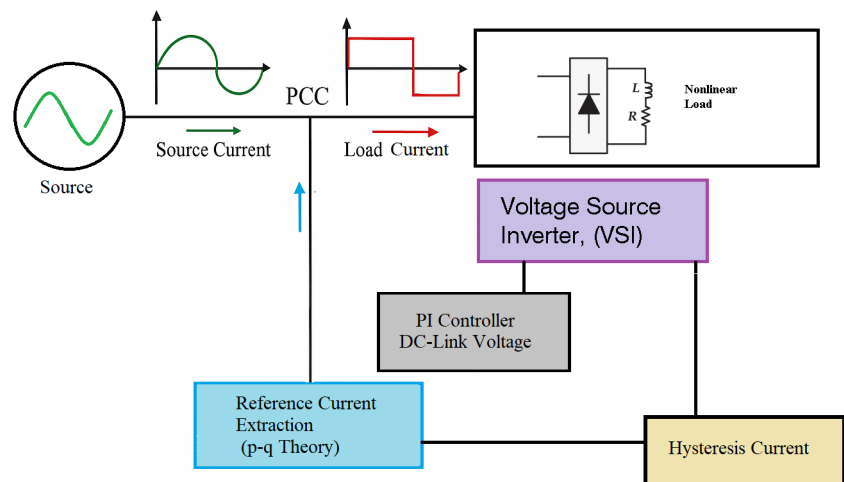 PCC
Source Current
Load Current
Source
L
R
Nonlinear
Load
Voltage Source
Inverter, (VSI)
PI Controller
DC-Link Voltage
Reference Current
Extraction
(p-q Theory)
Hysteresis Current